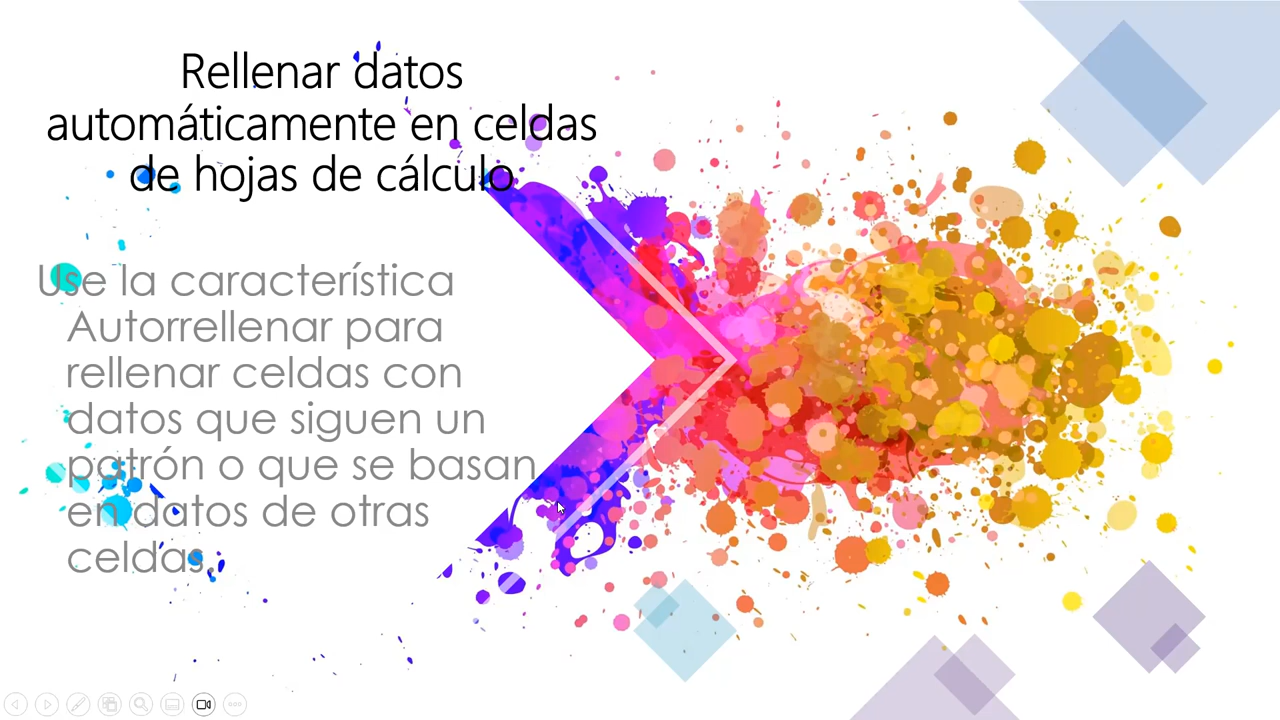 Rellenar datos
automáticamente en celdas
de hojas de cálculo
Use la característica
Autorrellenar para
rellenar celdas con
datos que siguen un
patrón o que se basan
en datos de otras
celdas.